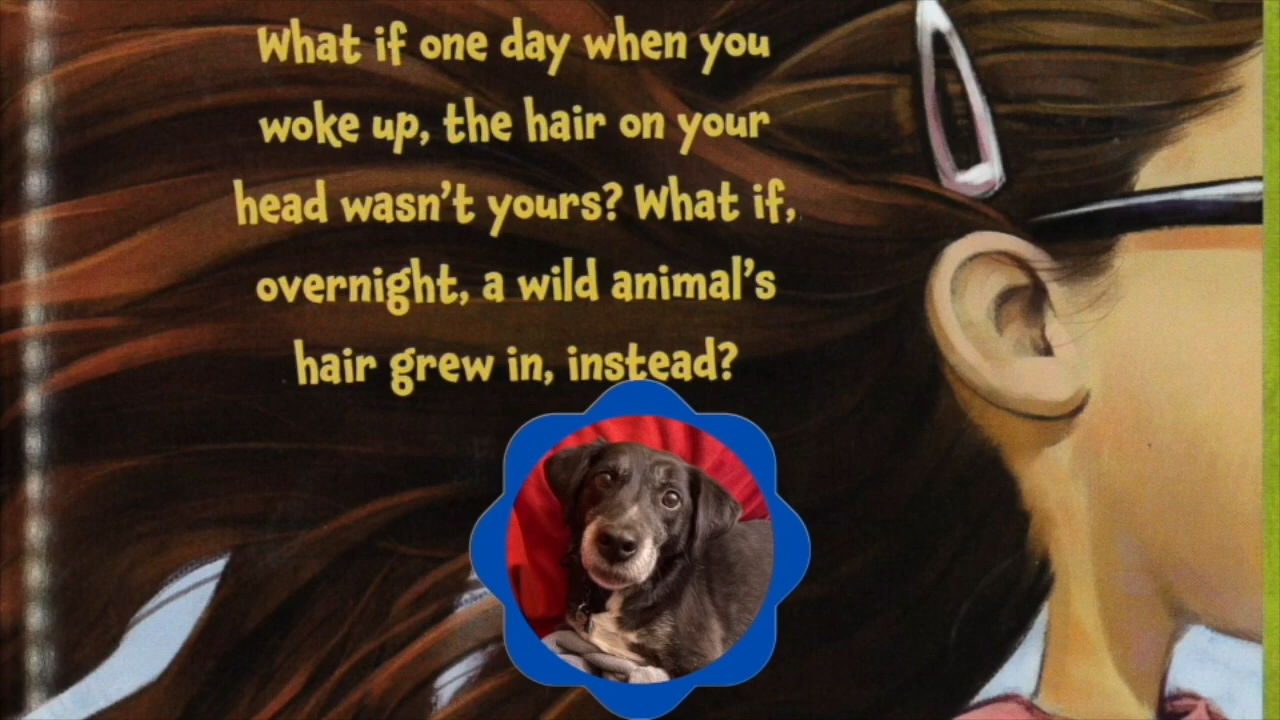 What if one day when you
woke up, the hair on your
head wasn't yours? What if,
overnight, a wild animal's
hair grew in, instead?